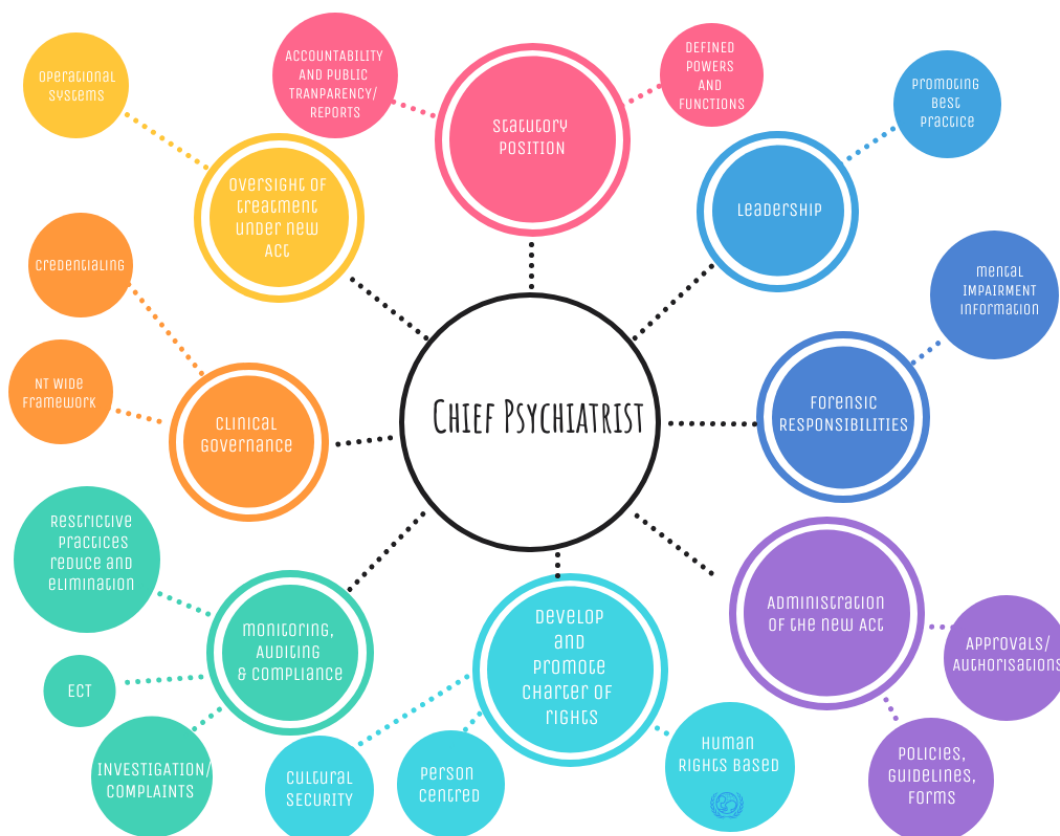 Operational
Systems
ACCOUNTABILITY
AND PUBLIC
TRANPARENCY/
REPORTS
STATUTORY
POSITION
DEFINED
POWERS
AND
FUNCTIONS
Promoting
Best
Practice
Oversight of
treatment
under new
Act
Leadership
Credentialing
Mental
IMPAIRMENT
Information
NT WIDE
Framework
Clinical
Governance
CHIEF PSYCHIATRIST
Forensic
RESPONSIBILITIES
Restrictive
Practices
reduce and
elimination
Monitoring,
Auditing
& Compliance
Develop
and
Promote
Charter of
rights
Administration
of the new Act
Approvals/
Authorisations
ECT
INVESTIGATION/
COMPLAINTS
Cultural
SECURITY
Person
Centred
Human
Rights Based
POLICIES,
Guidelines,
Forms